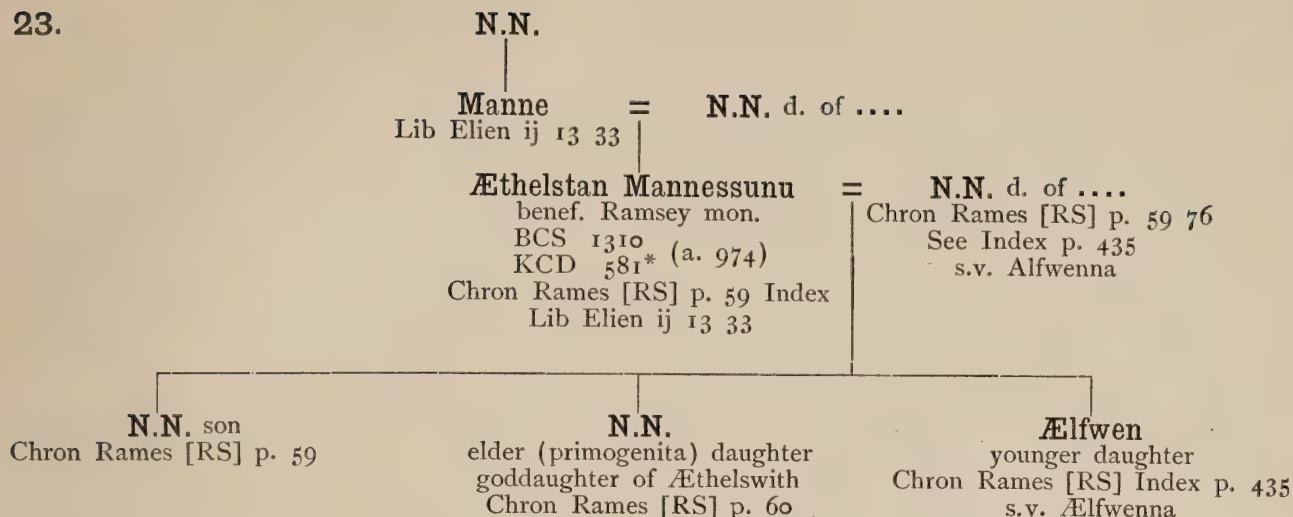 23.
N.N.
Manne = N.N. d. of ....
Lib Elien ij 13 33
Æthelstan Mannessunu = N.N. d. of ....
benef. Ramsey mon.
BCS 1310
KCD 581* (a. 974)
Chron Rames [RS] p. 59 Index
Lib Elien ij 13 33
Chron Rames [RS] p. 59 76
See Index p. 435
s.v. Alfwenna
N.N. son
Chron Rames [RS] p. 59
N.N.
elder (primogenita) daughter
goddaughter of Æthelswith
Chron Rames [RS] p. 60
Ælfwen
younger daughter
Chron Rames [RS] Index p. 435
s.v. Ælfwenna